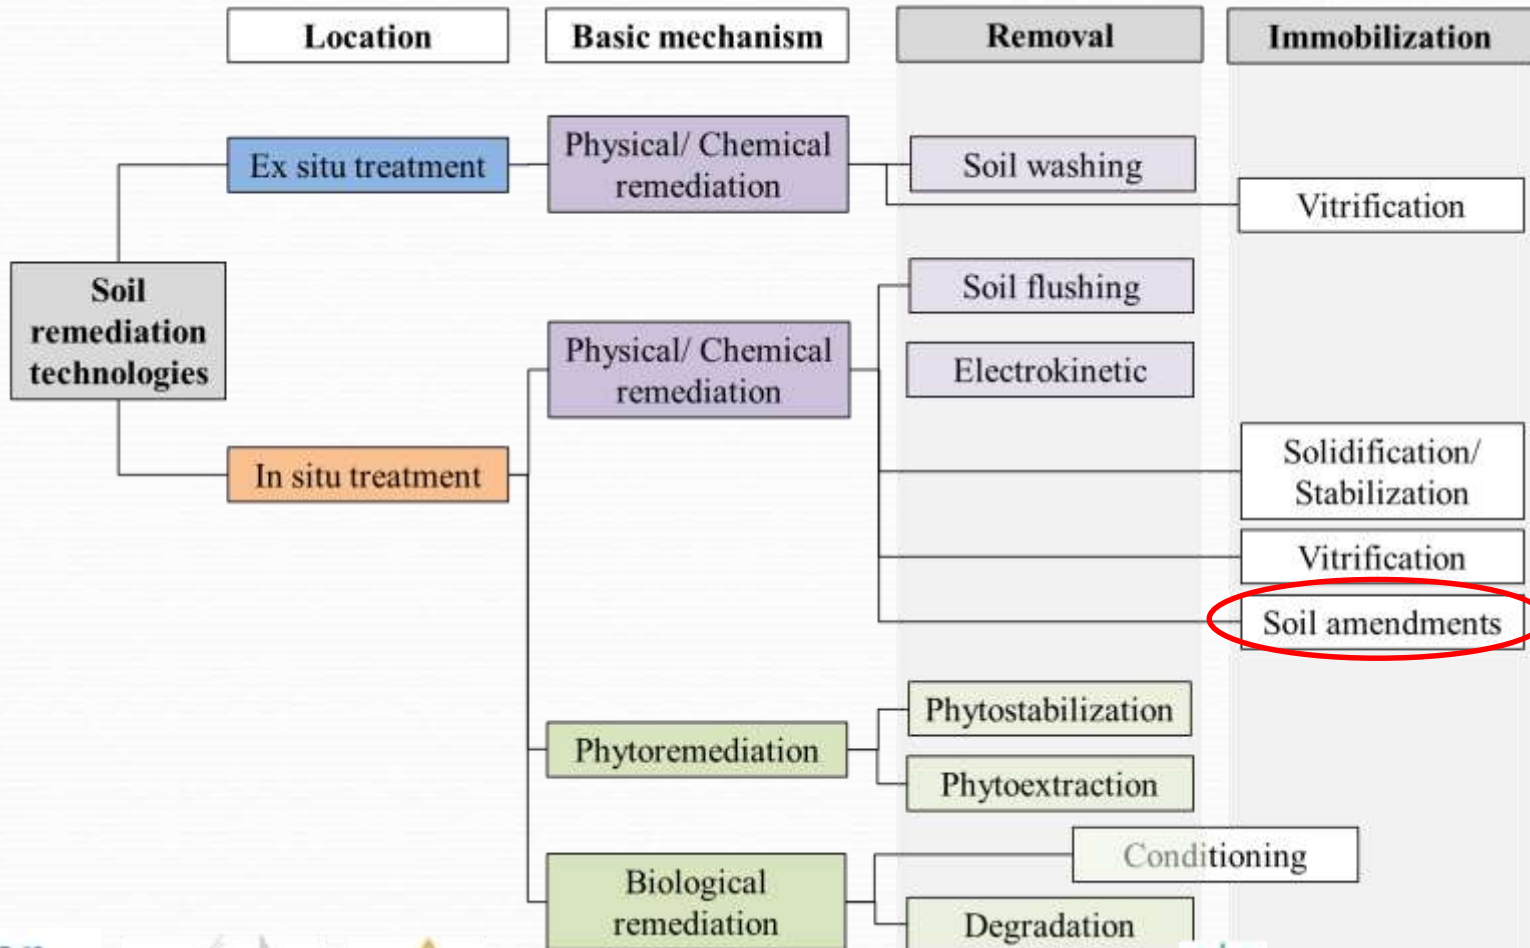 Location
Basic mechanism
Removal
Immobilization
Ex situ treatment
Physical/ Chemical
remediation
Soil washing
Vitrification
Soil
remediation
technologies
Soil flushing
Physical/ Chemical
remediation
Electrokinetic
In situ treatment
Solidification/
Stabilization
Vitrification
Soil amendments
Phytoremediation
Phytostabilization
Phytoextraction
Biological
remediation
Conditioning
Degradation